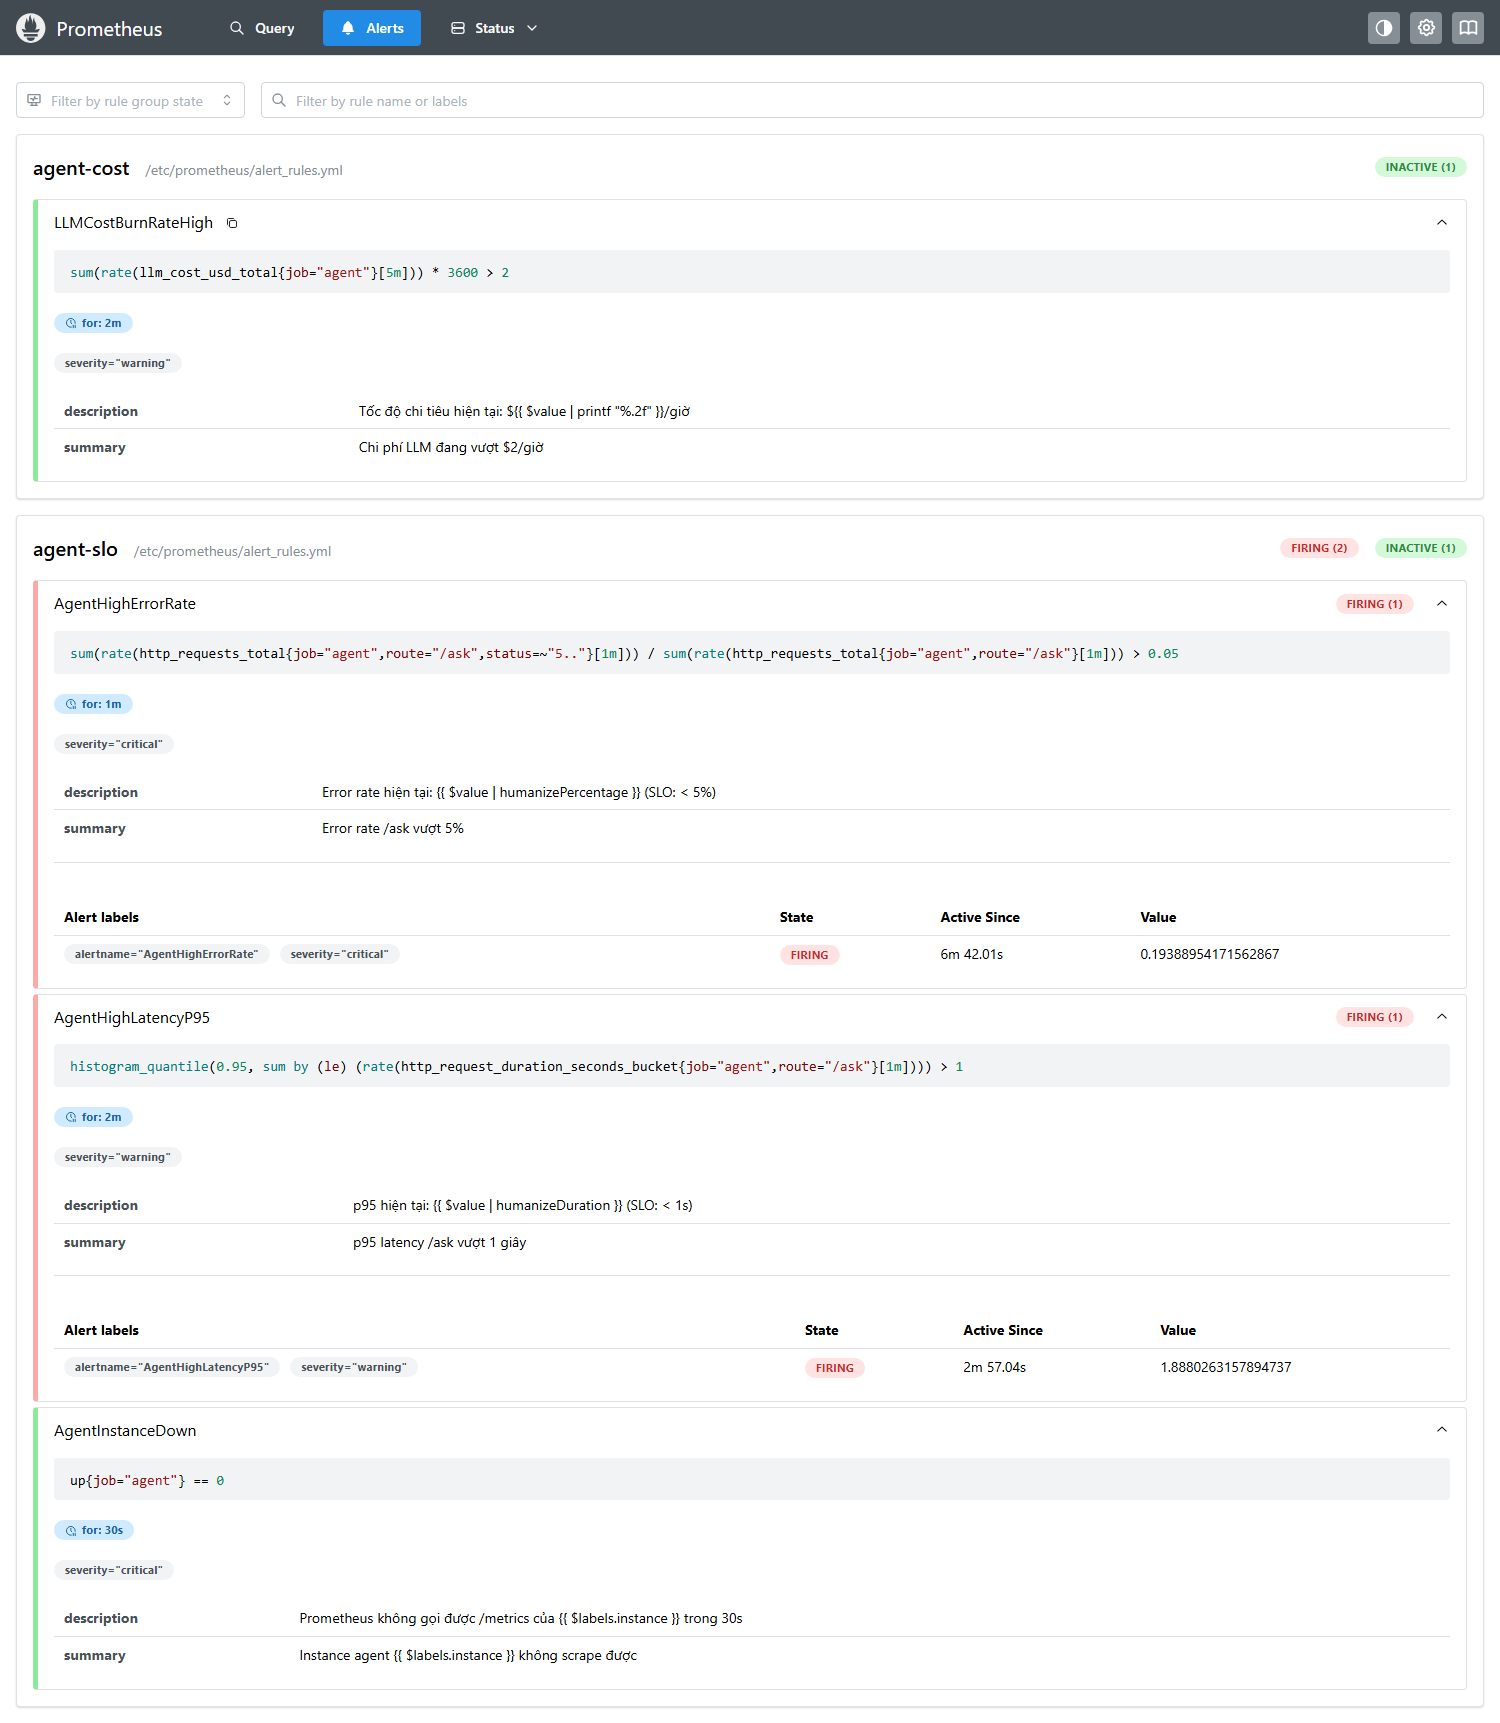 Prometheus
Query
Alerts
Status
Filter by rule group state
Filter by rule name or labels
agent-cost /etc/prometheus/alert_rules.yml INACTIVE (1)
LLMCostBurnRateHigh
sum(rate(llm_cost_usd_total{job="agent"}[5m])) * 3600 > 2
for: 2m
severity="warning"
description Tốc độ chi tiêu hiện tại: ${{ $value | printf "%.2f" }}/giờ
summary Chi phí LLM đang vượt $2/giờ
agent-slo /etc/prometheus/alert_rules.yml FIRING (2) INACTIVE (1)
AgentHighErrorRate FIRING (1)
sum(rate(http_requests_total{job="agent",route="/ask",status=~"5.."}[1m])) / sum(rate(http_requests_total{job="agent",route="/ask"}[1m])) > 0.05
for: 1m
severity="critical"
description Error rate hiện tại: {{ $value | humanizePercentage }} (SLO: < 5%)
summary Error rate /ask vượt 5%
Alert labels State Active Since Value
alertname="AgentHighErrorRate" severity="critical" FIRING 6m 42.01s 0.19388954171562867
AgentHighLatencyP95 FIRING (1)
histogram_quantile(0.95, sum by (le) (rate(http_request_duration_seconds_bucket{job="agent",route="/ask"}[1m]))) > 1
for: 2m
severity="warning"
description p95 hiện tại: {{ $value | humanizeDuration }} (SLO: < 1s)
summary p95 latency /ask vượt 1 giây
Alert labels State Active Since Value
alertname="AgentHighLatencyP95" severity="warning" FIRING 2m 57.04s 1.8880263157894737
AgentInstanceDown
up{job="agent"} == 0
for: 30s
severity="critical"
description Prometheus không gọi được /metrics của {{ $labels.instance }} trong 30s
summary Instance agent {{ $labels.instance }} không scrape được